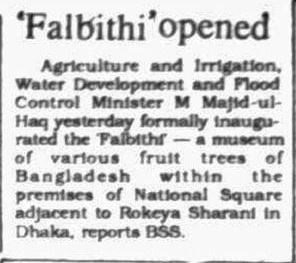 'Falbithi' opened
Agriculture and Irrigation,
Water Development and Flood
Control Minister M Majid-ul-
Haq yesterday formally inaugu-
rated the 'Falbithi' — a museum
of various fruit trees of
Bangladesh within the
premises of National Square
adjacent to Rokeya Sharani in
Dhaka, reports BSS.